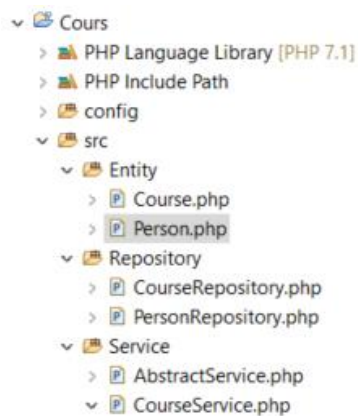 Cours
PHP Language Library [PHP 7.1]
PHP Include Path
config
src
Entity
Course.php
Person.php
Repository
CourseRepository.php
PersonRepository.php
Service
AbstractService.php
CourseService.php